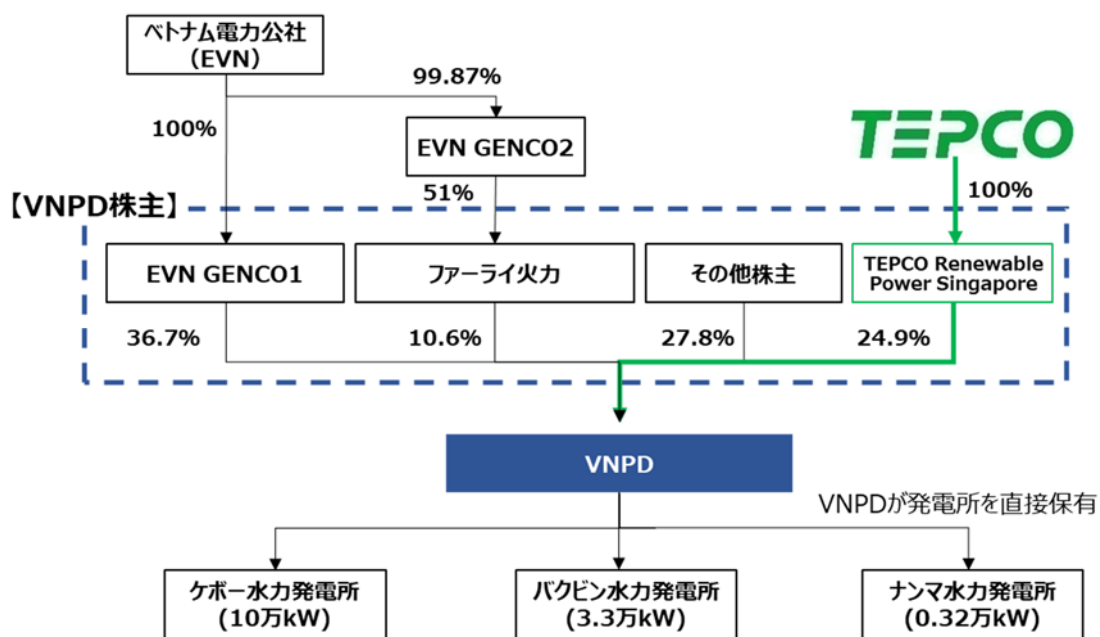 ベトナム電力公社
（EVN）
99.87%
100%
EVN GENCO2
TEPCO
51%
100%
【VNPD株主】
EVN GENCO1
ファーライ火力
その他株主
TEPCO Renewable
Power Singapore
36.7%
10.6%
27.8%
24.9%
VNPD
VNPDが発電所を直接保有
ケボー水力発電所
(10万kW)
バクビン水力発電所
(3.3万kW)
ナンマ水力発電所
(0.32万kW)